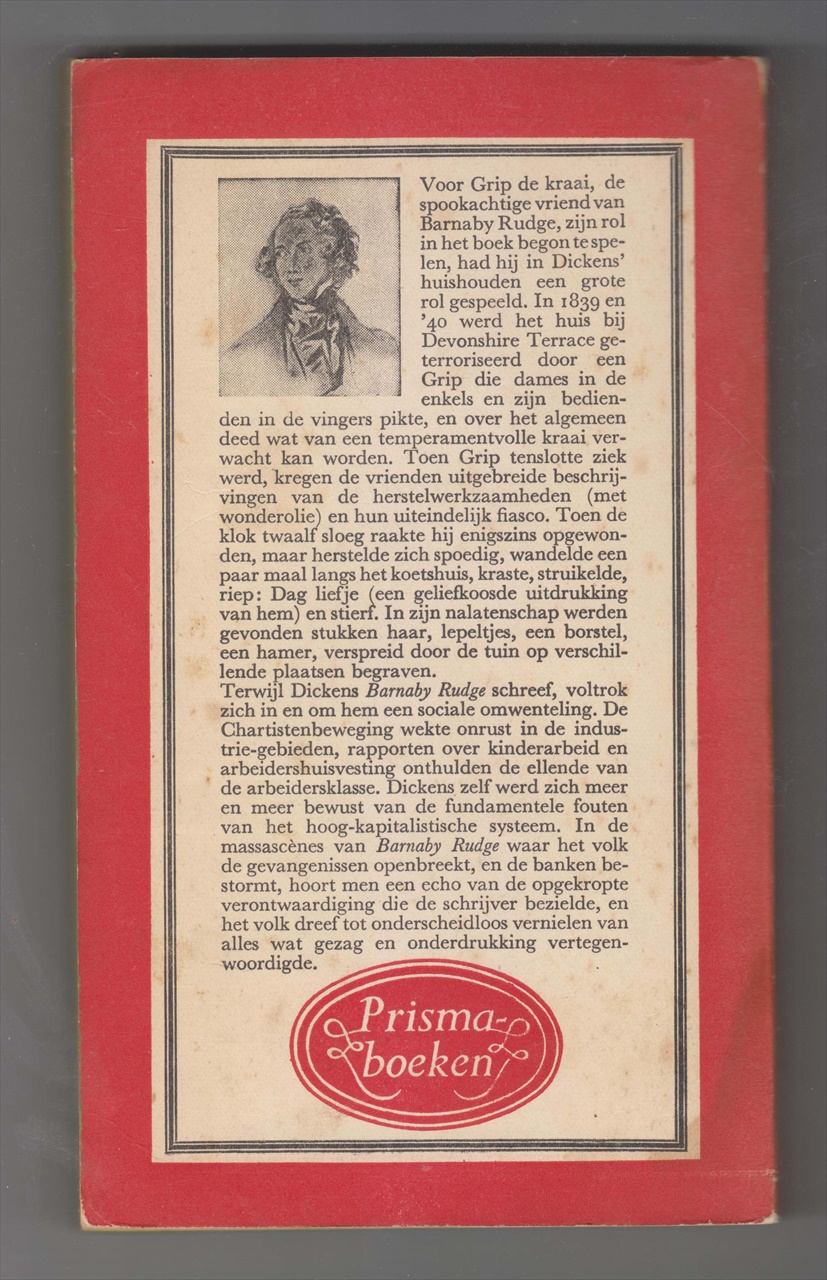 Voor Grip de kraai, de
spookachtige vriend van
Barnaby Rudge, zijn rol
in het boek begon te spe-
len, had hij in Dickens'
huishouden een grote
rol gespeeld. In 1839 en
'40 werd het huis bij
Devonshire Terrace ge-
terroriseerd door een
Grip die dames in de
enkels en zijn bedien-
den in de vingers pikte, en over het algemeen
deed wat van een temperamentvolle kraai ver-
wacht kan worden. Toen Grip tenslotte ziek
werd, kregen de vrienden uitgebreide beschrij-
vingen van de herstelwerkzaamheden (met
wonderolie) en hun uiteindelijk fiasco. Toen de
klok twaalf sloeg raakte hij enigszins opgewon-
den, maar herstelde zich spoedig, wandelde een
paar maal langs het koetshuis, kraste, struikelde,
riep: Dag liefje (een geliefkoosde uitdrukking
van hem) en stierf. In zijn nalatenschap werden
gevonden stukken haar, lepeltjes, een borstel,
een hamer, verspreid door de tuin op verschil-
lende plaatsen begraven.
Terwijl Dickens Barnaby Rudge schreef, voltrok
zich in en om hem een sociale omwenteling. De
Chartistenbeweging wekte onrust in de indus-
trie-gebieden, rapporten over kinderarbeid en
arbeidershuisvesting onthulden de ellende van
de arbeidersklasse. Dickens zelf werd zich meer
en meer bewust van de fundamentele fouten
van het hoog-kapitalistische systeem. In de
massascènes van Barnaby Rudge waar het volk
de gevangenissen openbreekt, en de banken be-
stormt, hoort men een echo van de opgekropte
verontwaardiging die de schrijver bezielde, en
het volk dreef tot onderscheidloos vernielen van
alles wat gezag en onderdrukking vertegen-
woordigde.
Prisma-
boeken